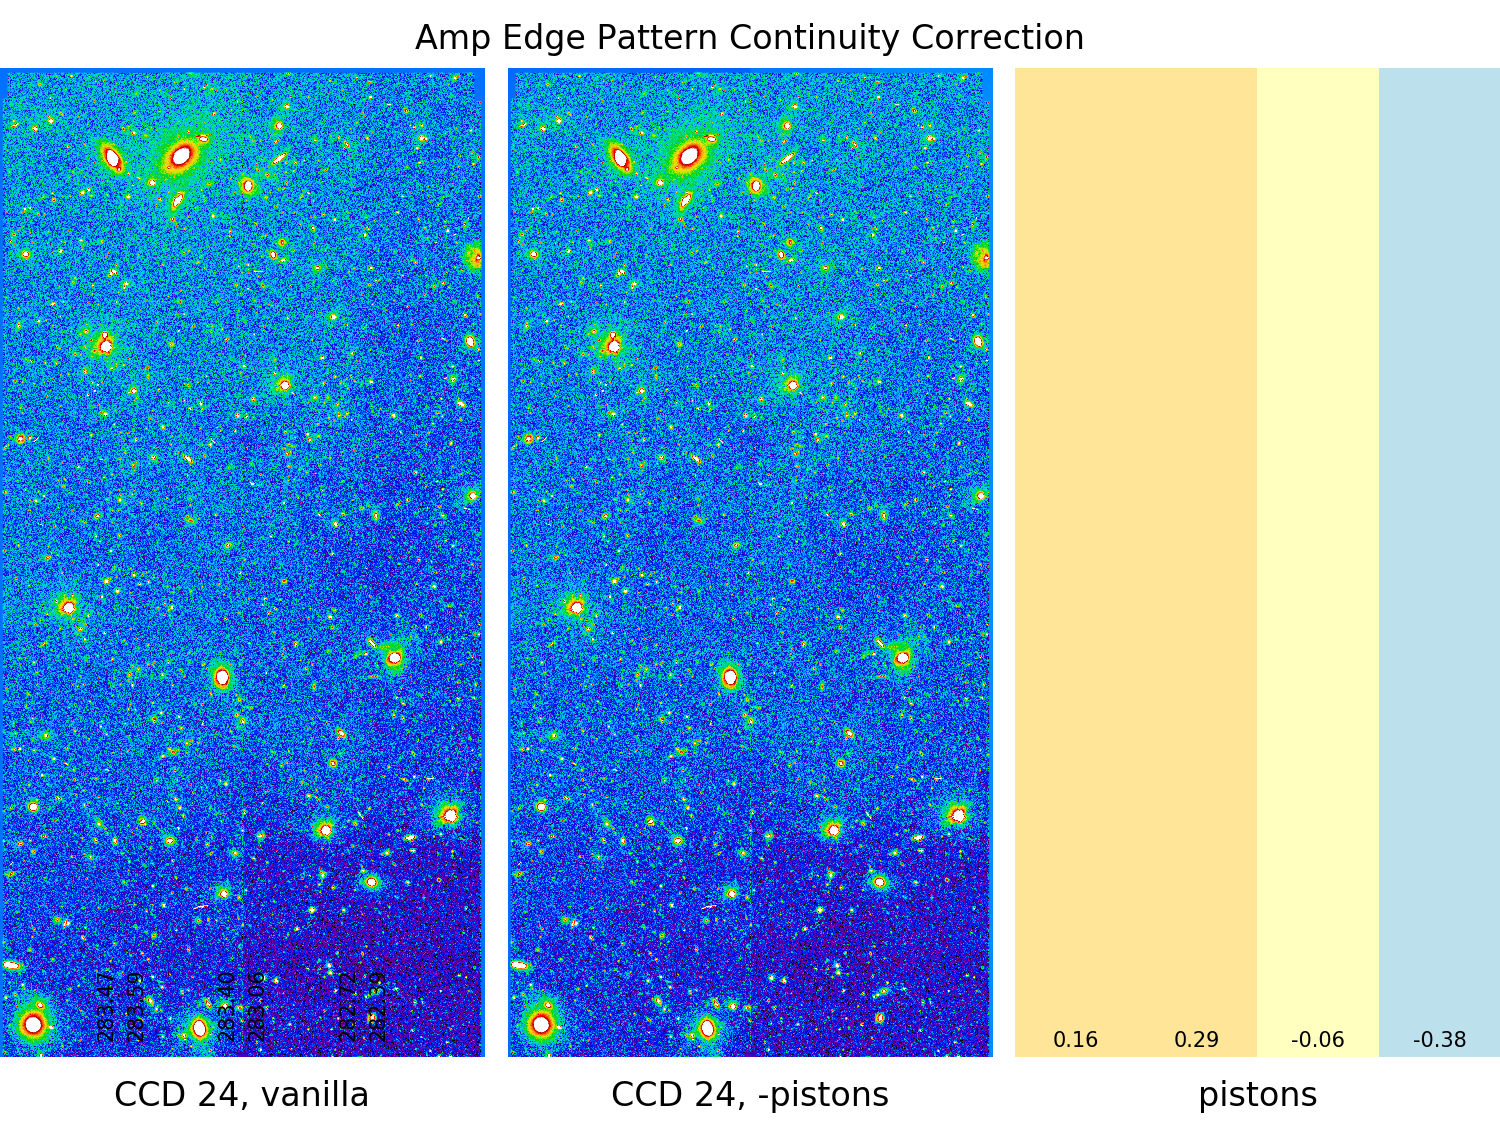 Amp Edge Pattern Continuity Correction
283.47
283.59
283.40
283.06
282.72
282.39
0.16
0.29
-0.06
-0.38
CCD 24, vanilla
CCD 24, -pistons
pistons